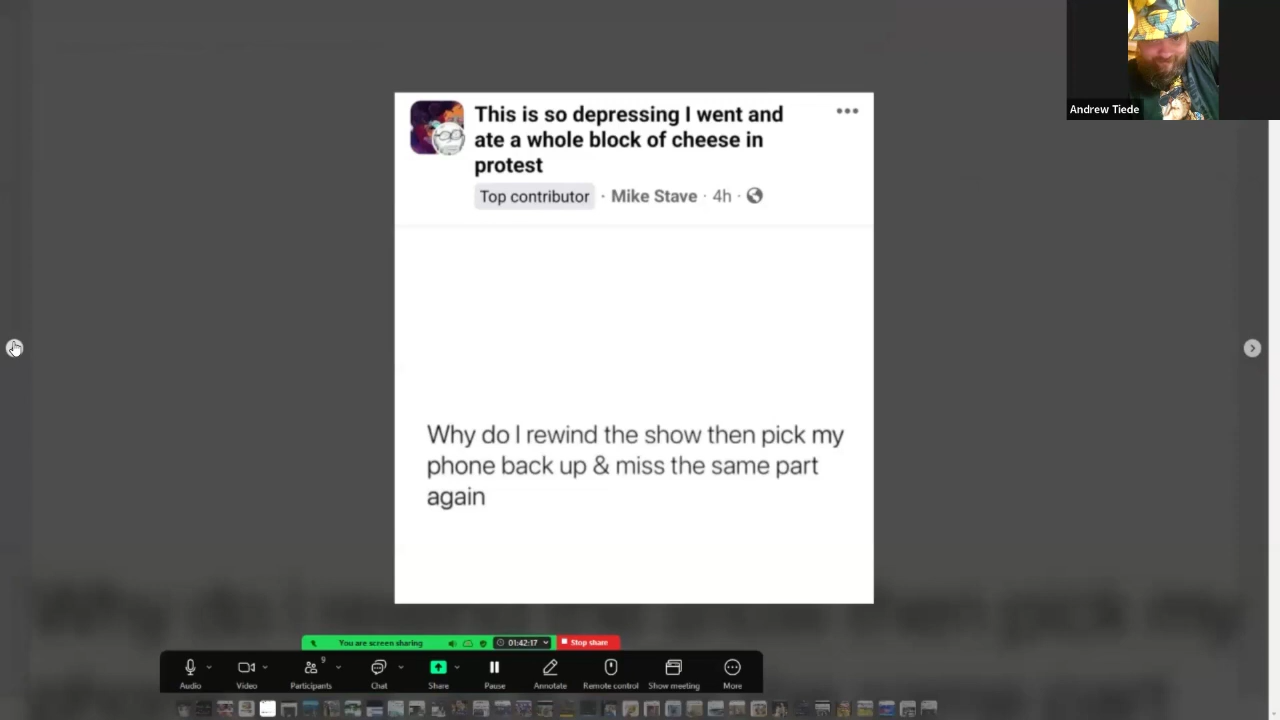 Andrew Tiede
This is so depressing I went and
ate a whole block of cheese in
protest
Top contributor · Mike Stave · 4h ·
Why do I rewind the show then pick my
phone back up & miss the same part
again
You are screen sharing
01:42:17
Stop share
9
Audio
Video
Participants
Chat
Share
Pause
Annotate
Remote control
Show meeting
More